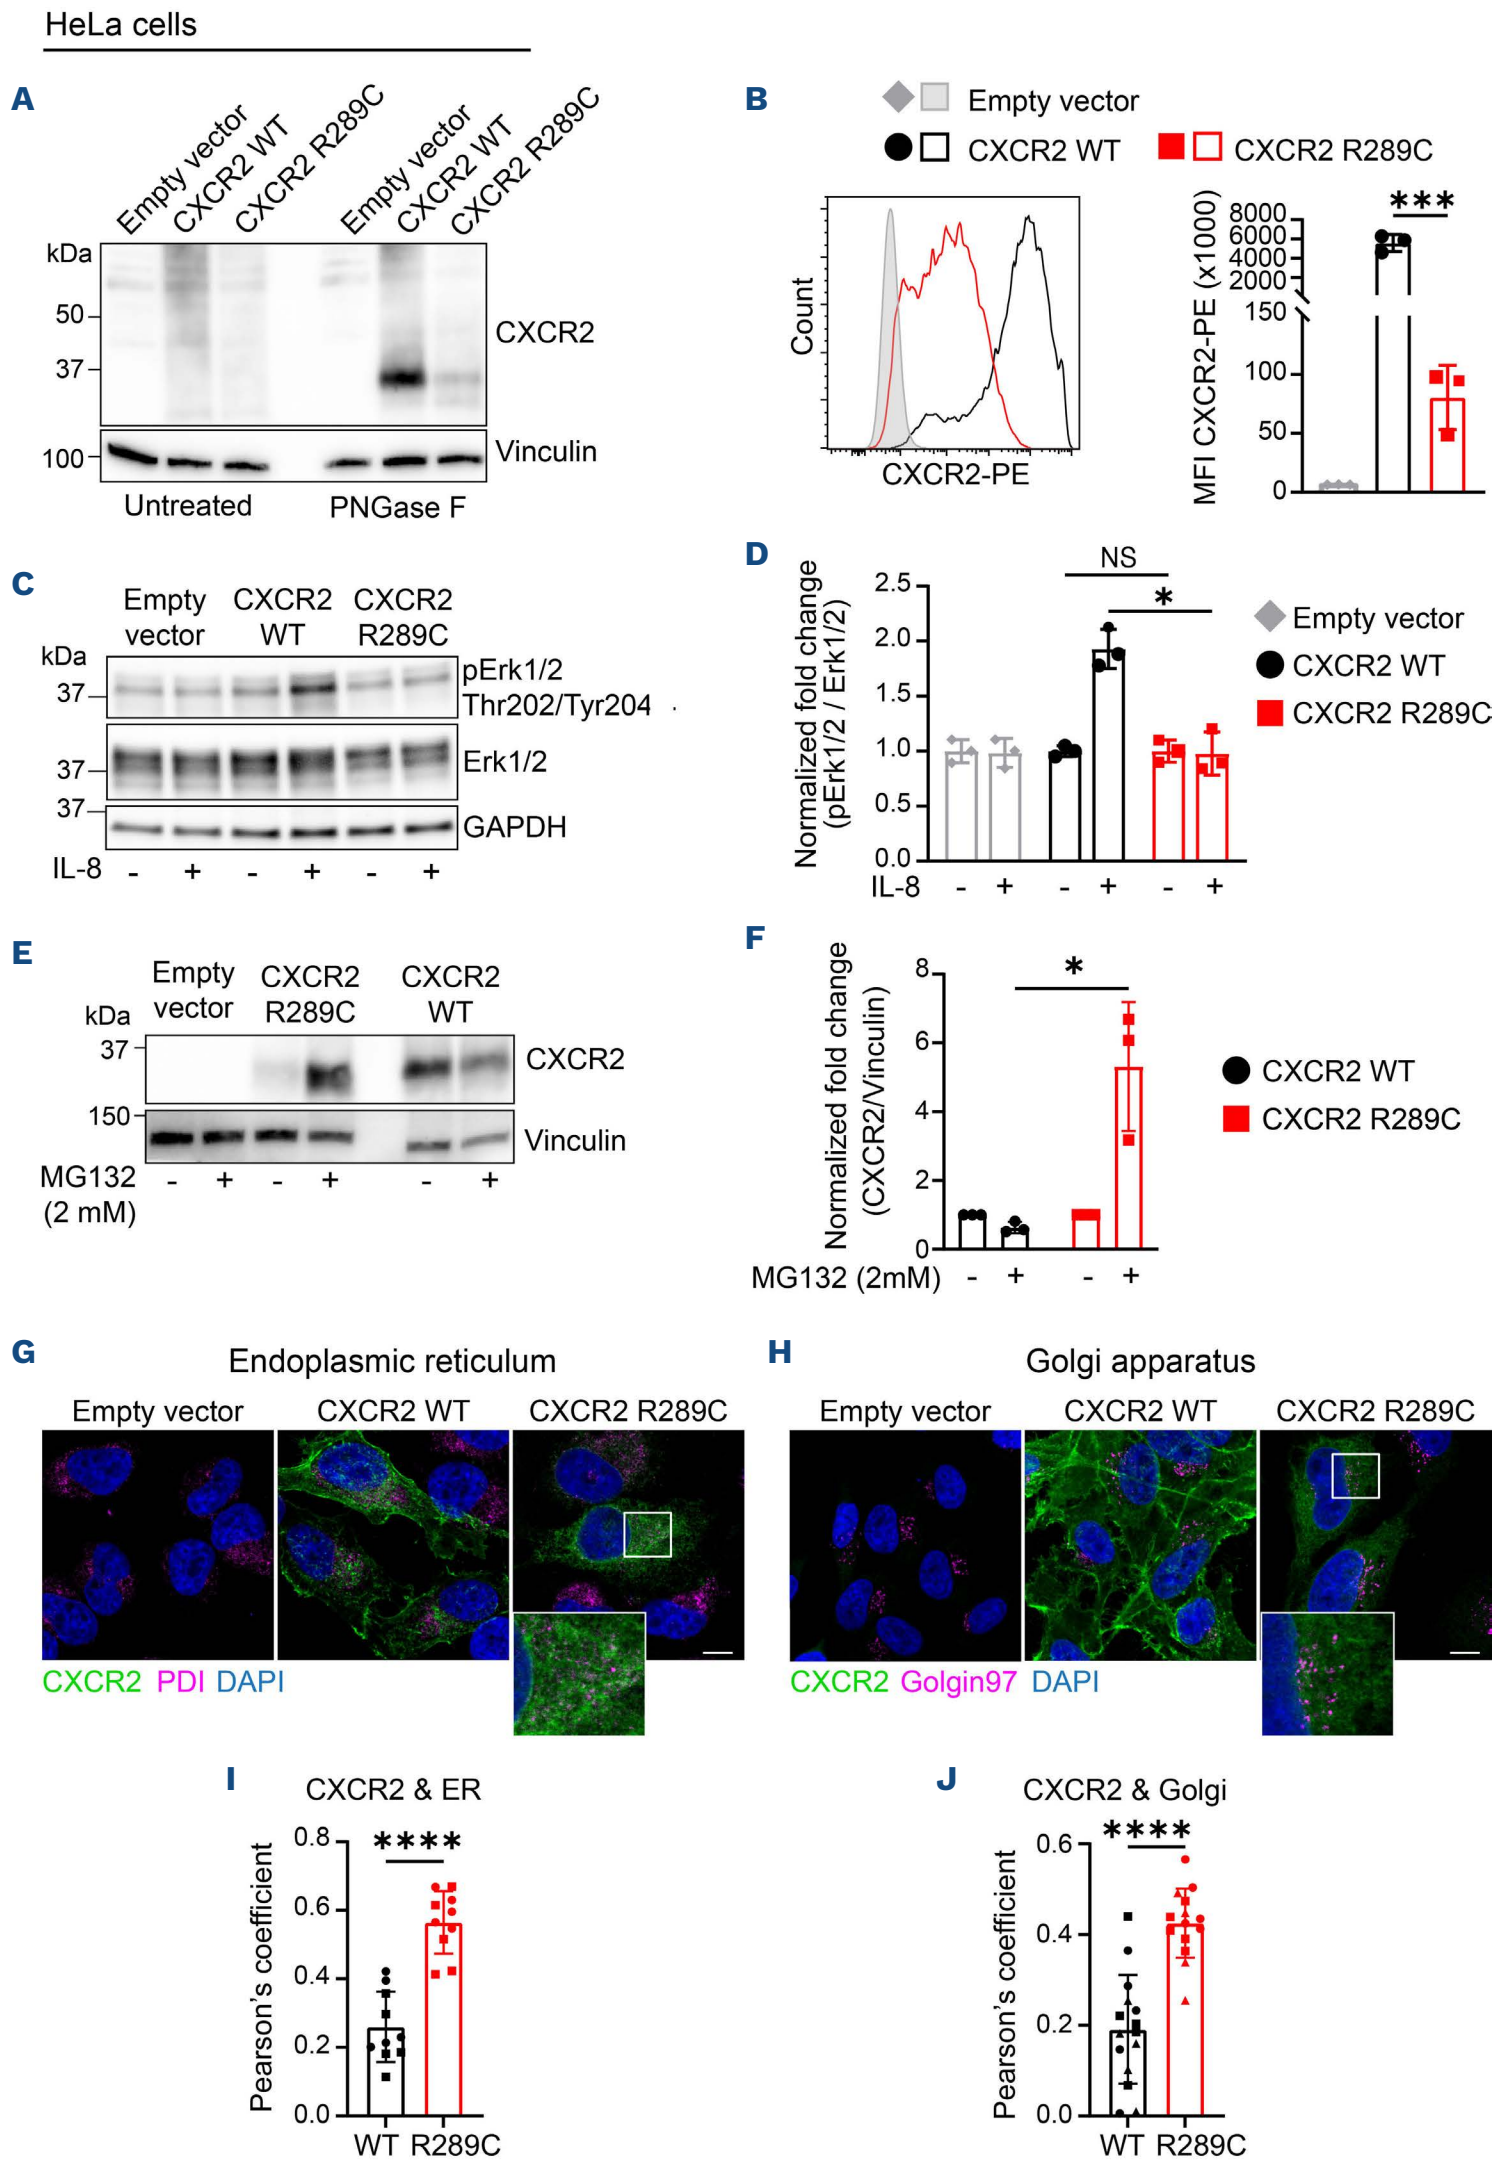 HeLa cells
A
Empty vector
CXCR2 WT
CXCR2 R289C
Empty vector
CXCR2 WT
CXCR2 R289C
kDa
50
37
100
CXCR2
Vinculin
Untreated
PNGase F
B
Empty vector
CXCR2 WT
CXCR2 R289C
Count
CXCR2-PE
MFI CXCR2-PE (x1000)
8000
6000
4000
2000
150
100
50
0
***
C
Empty vector
CXCR2 WT
CXCR2 R289C
kDa
37
pErk1/2
Thr202/Tyr204
37
Erk1/2
37
GAPDH
IL-8 - + - + - +
D
Normalized fold change
(pErk1/2 / Erk1/2)
2.5
2.0
1.5
1.0
0.5
0.0
NS
*
IL-8 - + - + - +
Empty vector
CXCR2 WT
CXCR2 R289C
E
Empty vector
CXCR2 R289C
CXCR2 WT
kDa
37
CXCR2
150
Vinculin
MG132 - + - + - +
(2 mM)
F
Normalized fold change
(CXCR2/Vinculin)
8
6
4
2
0
*
MG132 (2mM) - + - +
CXCR2 WT
CXCR2 R289C
G
Endoplasmic reticulum
Empty vector
CXCR2 WT
CXCR2 R289C
CXCR2 PDI DAPI
H
Golgi apparatus
Empty vector
CXCR2 WT
CXCR2 R289C
CXCR2 Golgin97 DAPI
I
CXCR2 & ER
Pearson's coefficient
0.8
0.6
0.4
0.2
0.0
****
WT R289C
J
CXCR2 & Golgi
Pearson's coefficient
0.6
0.4
0.2
0.0
****
WT R289C